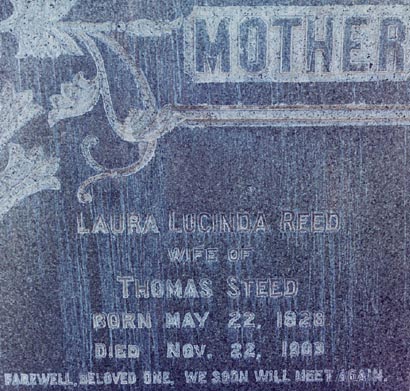 MOTHER
LAURA LUCINDA REED
WIFE OF
THOMAS STEED
BORN MAY 22, 1828
DIED NOV. 22, 1903
FAREWELL, BELOVED ONE, WE SOON WILL MEET AGAIN.